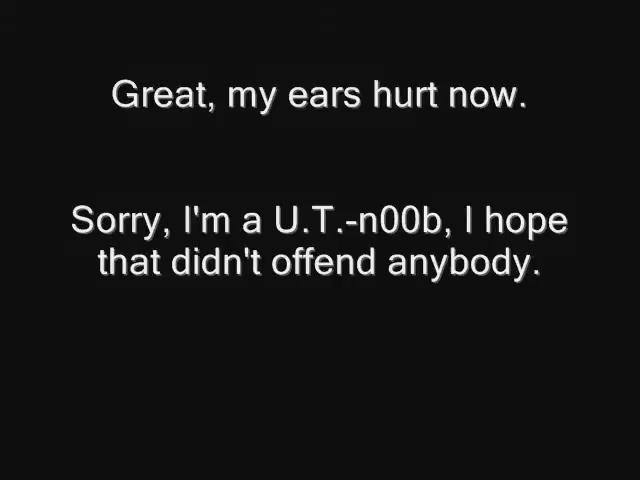 Great, my ears hurt now.
Sorry, I'm a U.T.-n00b, I hope
that didn't offend anybody.